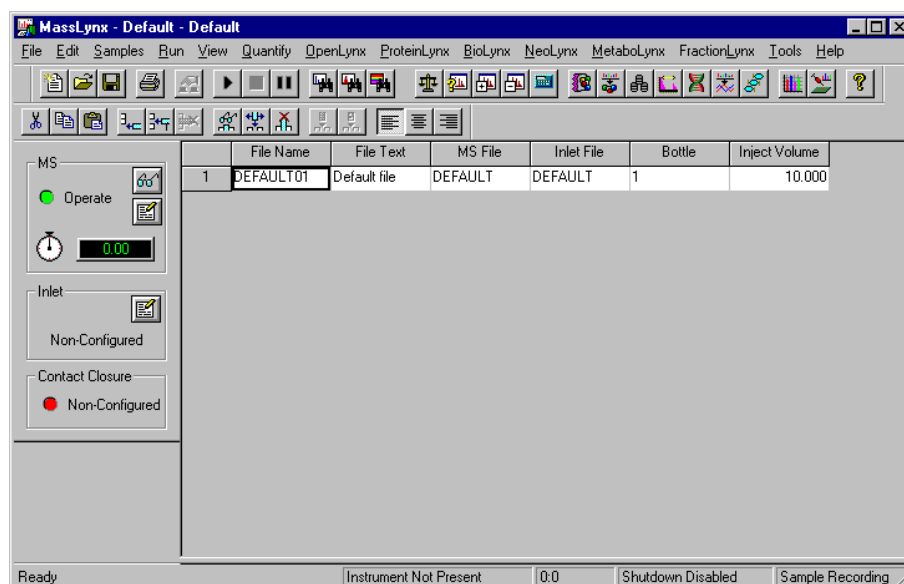 MassLynx - Default - Default
File Edit Samples Run View Quantify OpenLynx ProteinLynx BioLynx NeoLynx MetaboLynx FractionLynx Tools Help
File Name File Text MS File Inlet File Bottle Inject Volume
1 DEFAULT01 Default file DEFAULT DEFAULT 1 10.000
MS
Operate
0.00
Inlet
Non-Configured
Contact Closure
Non-Configured
Ready Instrument Not Present 0:0 Shutdown Disabled Sample Recording